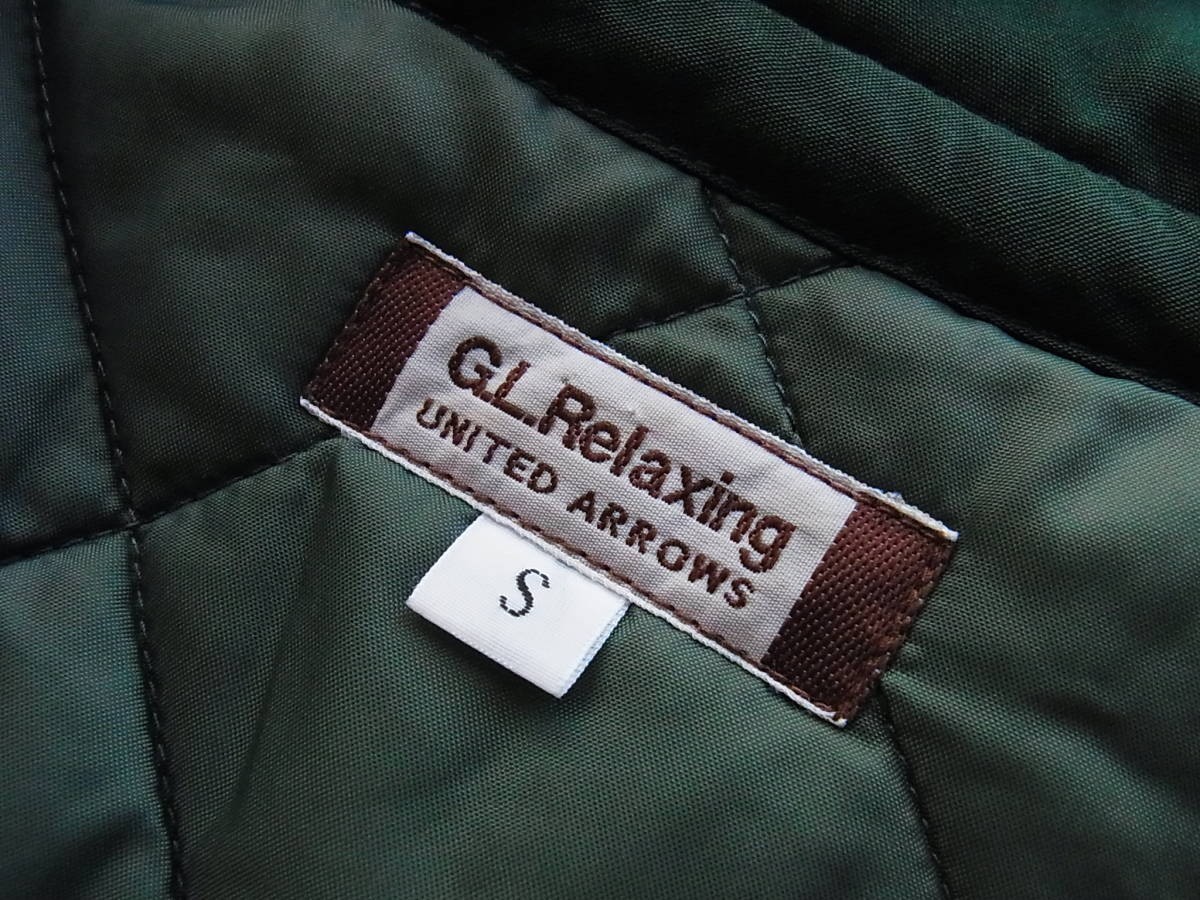 G.L.Relaxing
UNITED ARROWS
S